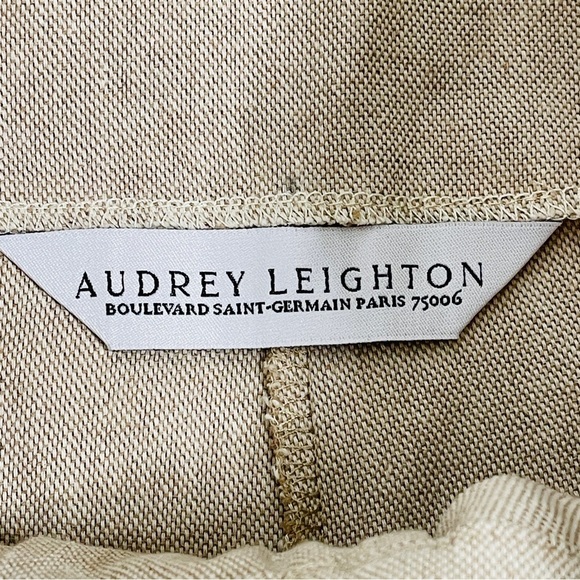 AUDREY LEIGHTON
BOULEVARD SAINT-GERMAIN PARIS 75006